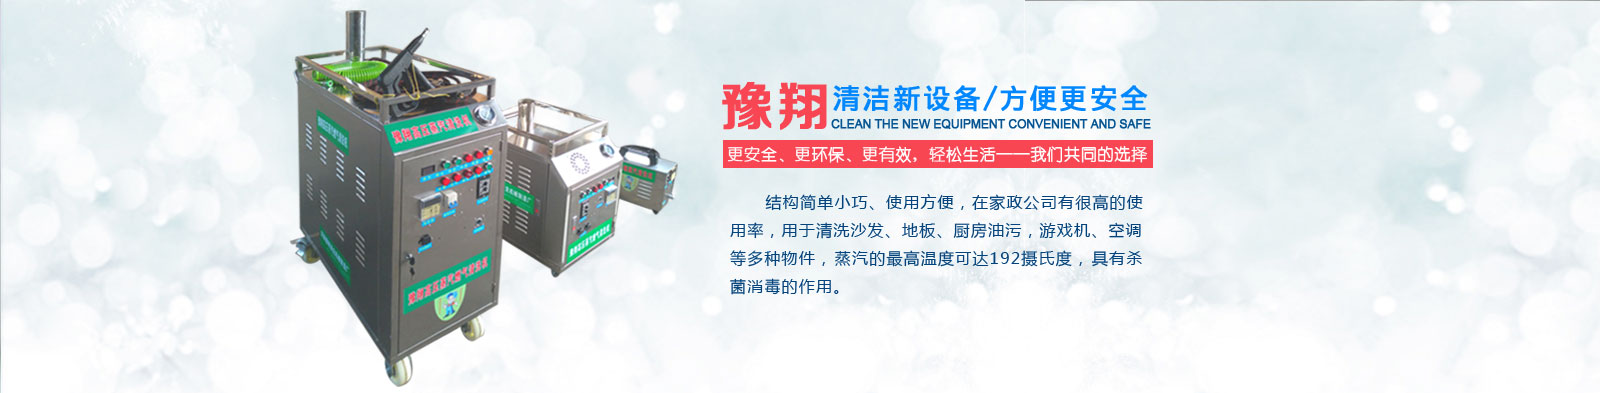 豫翔
清洁新设备/方便更安全
CLEAN THE NEW EQUIPMENT CONVENIENT AND SAFE
更安全、更环保、更有效，轻松生活——我们共同的选择
结构简单小巧、使用方便，在家政公司有很高的使
用率，用于清洗沙发、地板、厨房油污，游戏机、空调
等多种物件，蒸汽的最高温度可达192摄氏度，具有杀
菌消毒的作用。